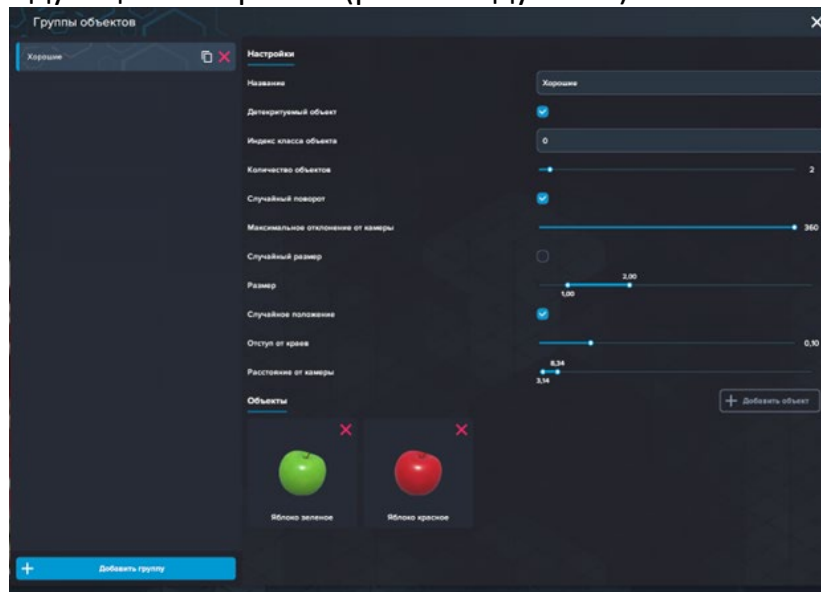 Группы объектов
Хорошие
Настройки
Название
Хорошие
Детекритуемый объект
Индекс класса объекта
0
Количество объектов
2
Случайный поворот
Максимальное отклонение от камеры
360
Случайный размер
Размер
2,00
1,00
Случайное положение
Отступ от краев
0,10
Расстояние от камеры
8,34
3,14
Объекты
Добавить объект
Яблоко зеленое
Яблоко красное
Добавить группу